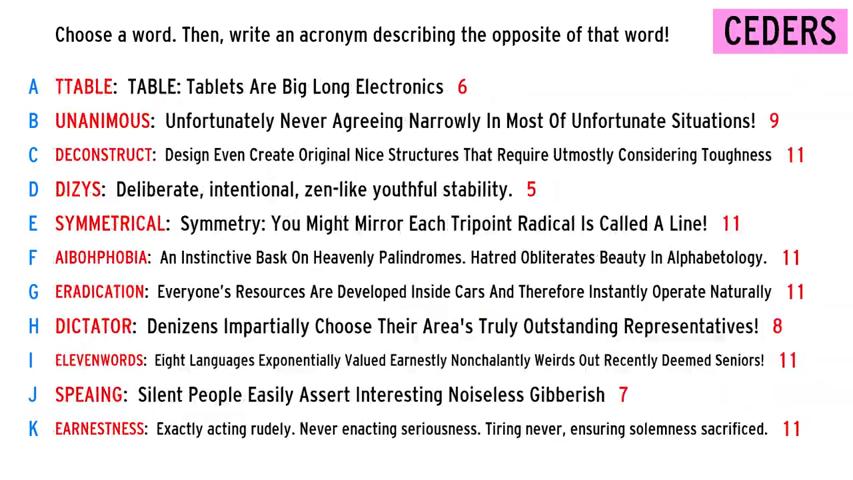 Choose a word. Then, write an acronym describing the opposite of that word!
CEDERS
A TTABLE: TABLE: Tablets Are Big Long Electronics 6
B UNANIMOUS: Unfortunately Never Agreeing Narrowly In Most Of Unfortunate Situations! 9
C DECONSTRUCT: Design Even Create Original Nice Structures That Require Utmostly Considering Toughness 11
D DIZYS: Deliberate, intentional, zen-like youthful stability. 5
E SYMMETRICAL: Symmetry: You Might Mirror Each Tripoint Radical Is Called A Line! 11
F AIBOHPHOBIA: An Instinctive Bask On Heavenly Palindromes. Hatred Obliterates Beauty In Alphabetology. 11
G ERADICATION: Everyone's Resources Are Developed Inside Cars And Therefore Instantly Operate Naturally 11
H DICTATOR: Denizens Impartially Choose Their Area's Truly Outstanding Representatives! 8
I ELEVENWORDS: Eight Languages Exponentially Valued Earnestly Nonchalantly Weirds Out Recently Deemed Seniors! 11
J SPEAING: Silent People Easily Assert Interesting Noiseless Gibberish 7
K EARNESTNESS: Exactly acting rudely. Never enacting seriousness. Tiring never, ensuring solemness sacrificed. 11